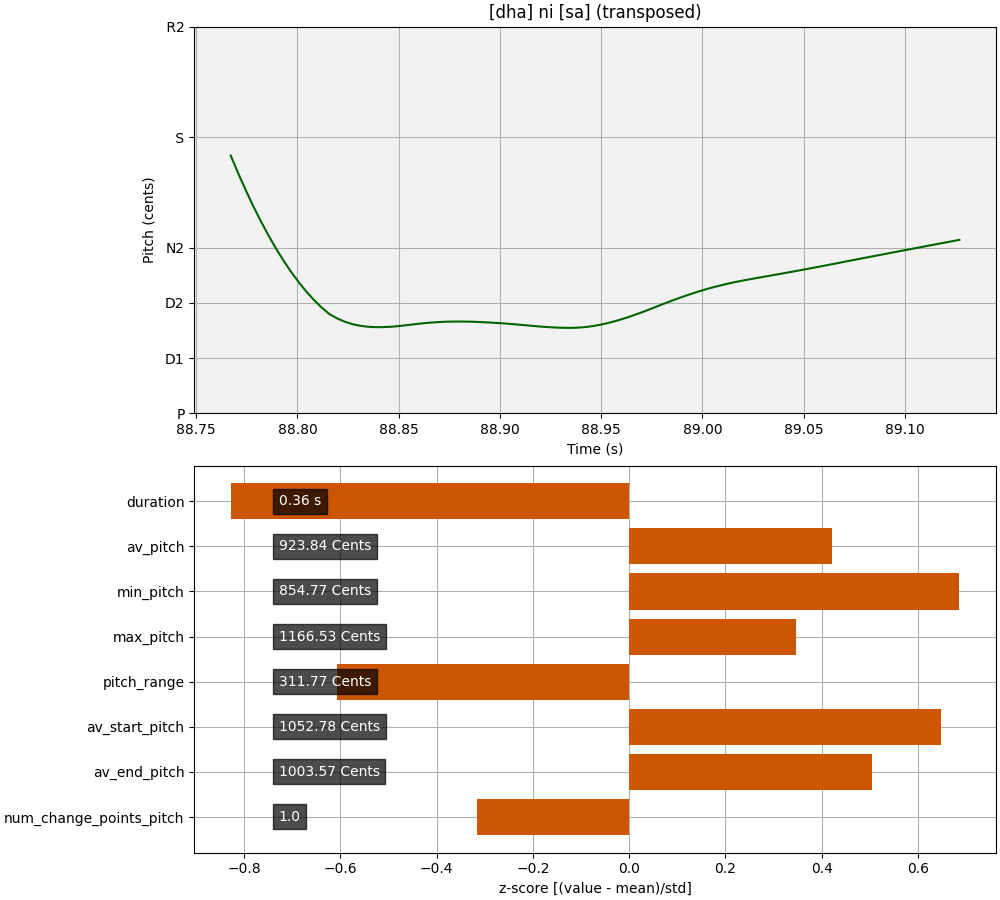 [dha] ni [sa] (transposed)
R2
S
N2
D2
D1
P
Pitch (cents)
88.75 88.80 88.85 88.90 88.95 89.00 89.05 89.10
Time (s)
duration 0.36 s
av_pitch 923.84 Cents
min_pitch 854.77 Cents
max_pitch 1166.53 Cents
pitch_range 311.77 Cents
av_start_pitch 1052.78 Cents
av_end_pitch 1003.57 Cents
num_change_points_pitch 1.0
−0.8 −0.6 −0.4 −0.2 0.0 0.2 0.4 0.6
z-score [(value - mean)/std]